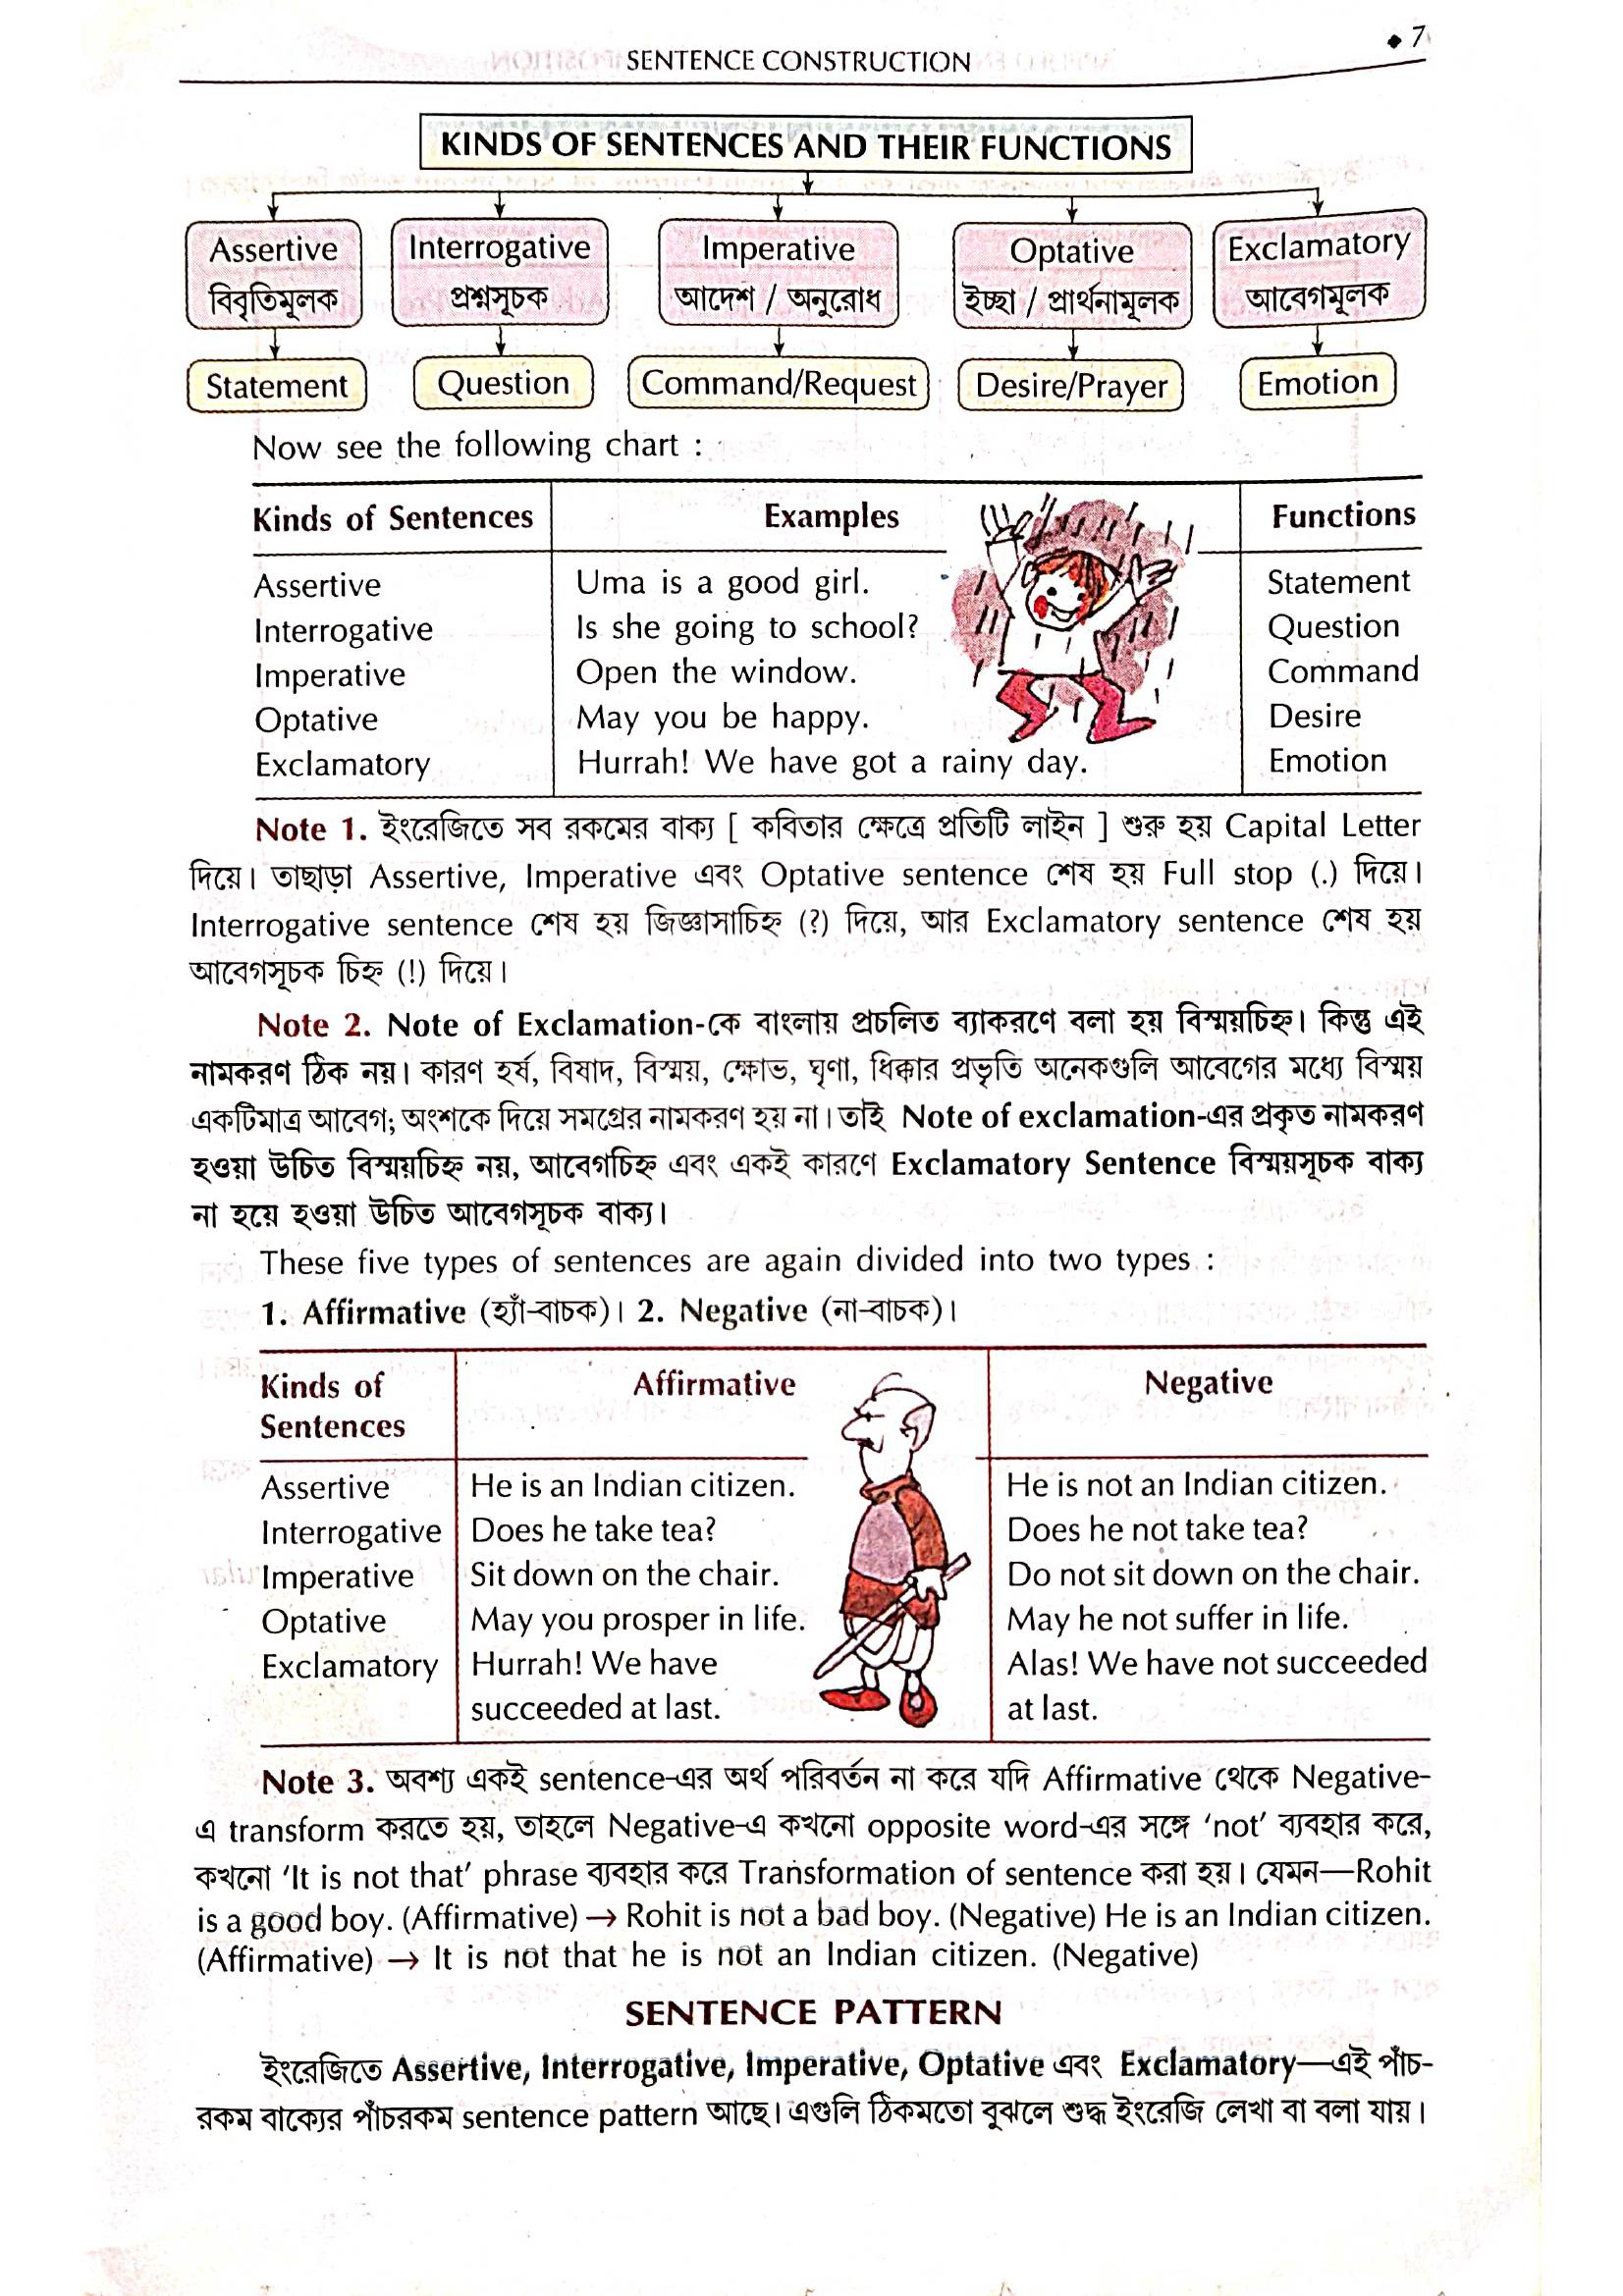 SENTENCE CONSTRUCTION
◆ 7
KINDS OF SENTENCES AND THEIR FUNCTIONS
Assertive
বিবৃতিমূলক
Interrogative
প্রশ্নসূচক
Imperative
আদেশ / অনুরোধ
Optative
ইচ্ছা / প্রার্থনামূলক
Exclamatory
আবেগমূলক
Statement
Question
Command/Request
Desire/Prayer
Emotion
Now see the following chart :
Kinds of Sentences Examples Functions
Assertive Uma is a good girl. Statement
Interrogative Is she going to school? Question
Imperative Open the window. Command
Optative May you be happy. Desire
Exclamatory Hurrah! We have got a rainy day. Emotion
Note 1. ইংরেজিতে সব রকমের বাক্য [ কবিতার ক্ষেত্রে প্রতিটি লাইন ] শুরু হয় Capital Letter
দিয়ে। তাছাড়া Assertive, Imperative এবং Optative sentence শেষ হয় Full stop (.) দিয়ে।
Interrogative sentence শেষ হয় জিজ্ঞাসাচিহ্ন (?) দিয়ে, আর Exclamatory sentence শেষ হয়
আবেগসূচক চিহ্ন (!) দিয়ে।
Note 2. Note of Exclamation-কে বাংলায় প্রচলিত ব্যাকরণে বলা হয় বিস্ময়চিহ্ন। কিন্তু এই
নামকরণ ঠিক নয়। কারণ হর্ষ, বিষাদ, বিস্ময়, ক্ষোভ, ঘৃণা, ধিক্কার প্রভৃতি অনেকগুলি আবেগের মধ্যে বিস্ময়
একটিমাত্র আবেগ; অংশকে দিয়ে সমগ্রের নামকরণ হয় না। তাই Note of exclamation-এর প্রকৃত নামকরণ
হওয়া উচিত বিস্ময়চিহ্ন নয়, আবেগচিহ্ন এবং একই কারণে Exclamatory Sentence বিস্ময়সূচক বাক্য
না হয়ে হওয়া উচিত আবেগসূচক বাক্য।
These five types of sentences are again divided into two types :
1. Affirmative (হ্যাঁ-বাচক)। 2. Negative (না-বাচক)।
Kinds of Affirmative Negative
Sentences
Assertive He is an Indian citizen. He is not an Indian citizen.
Interrogative Does he take tea? Does he not take tea?
Imperative Sit down on the chair. Do not sit down on the chair.
Optative May you prosper in life. May he not suffer in life.
Exclamatory Hurrah! We have Alas! We have not succeeded
succeeded at last. at last.
Note 3. অবশ্য একই sentence-এর অর্থ পরিবর্তন না করে যদি Affirmative থেকে Negative-
এ transform করতে হয়, তাহলে Negative-এ কখনো opposite word-এর সঙ্গে ‘not’ ব্যবহার করে,
কখনো ‘It is not that’ phrase ব্যবহার করে Transformation of sentence করা হয়। যেমন—Rohit
is a good boy. (Affirmative) → Rohit is not a bad boy. (Negative) He is an Indian citizen.
(Affirmative) → It is not that he is not an Indian citizen. (Negative)
SENTENCE PATTERN
ইংরেজিতে Assertive, Interrogative, Imperative, Optative এবং Exclamatory—এই পাঁচ-
রকম বাক্যের পাঁচরকম sentence pattern আছে। এগুলি ঠিকমতো বুঝলে শুদ্ধ ইংরেজি লেখা বা বলা যায়।